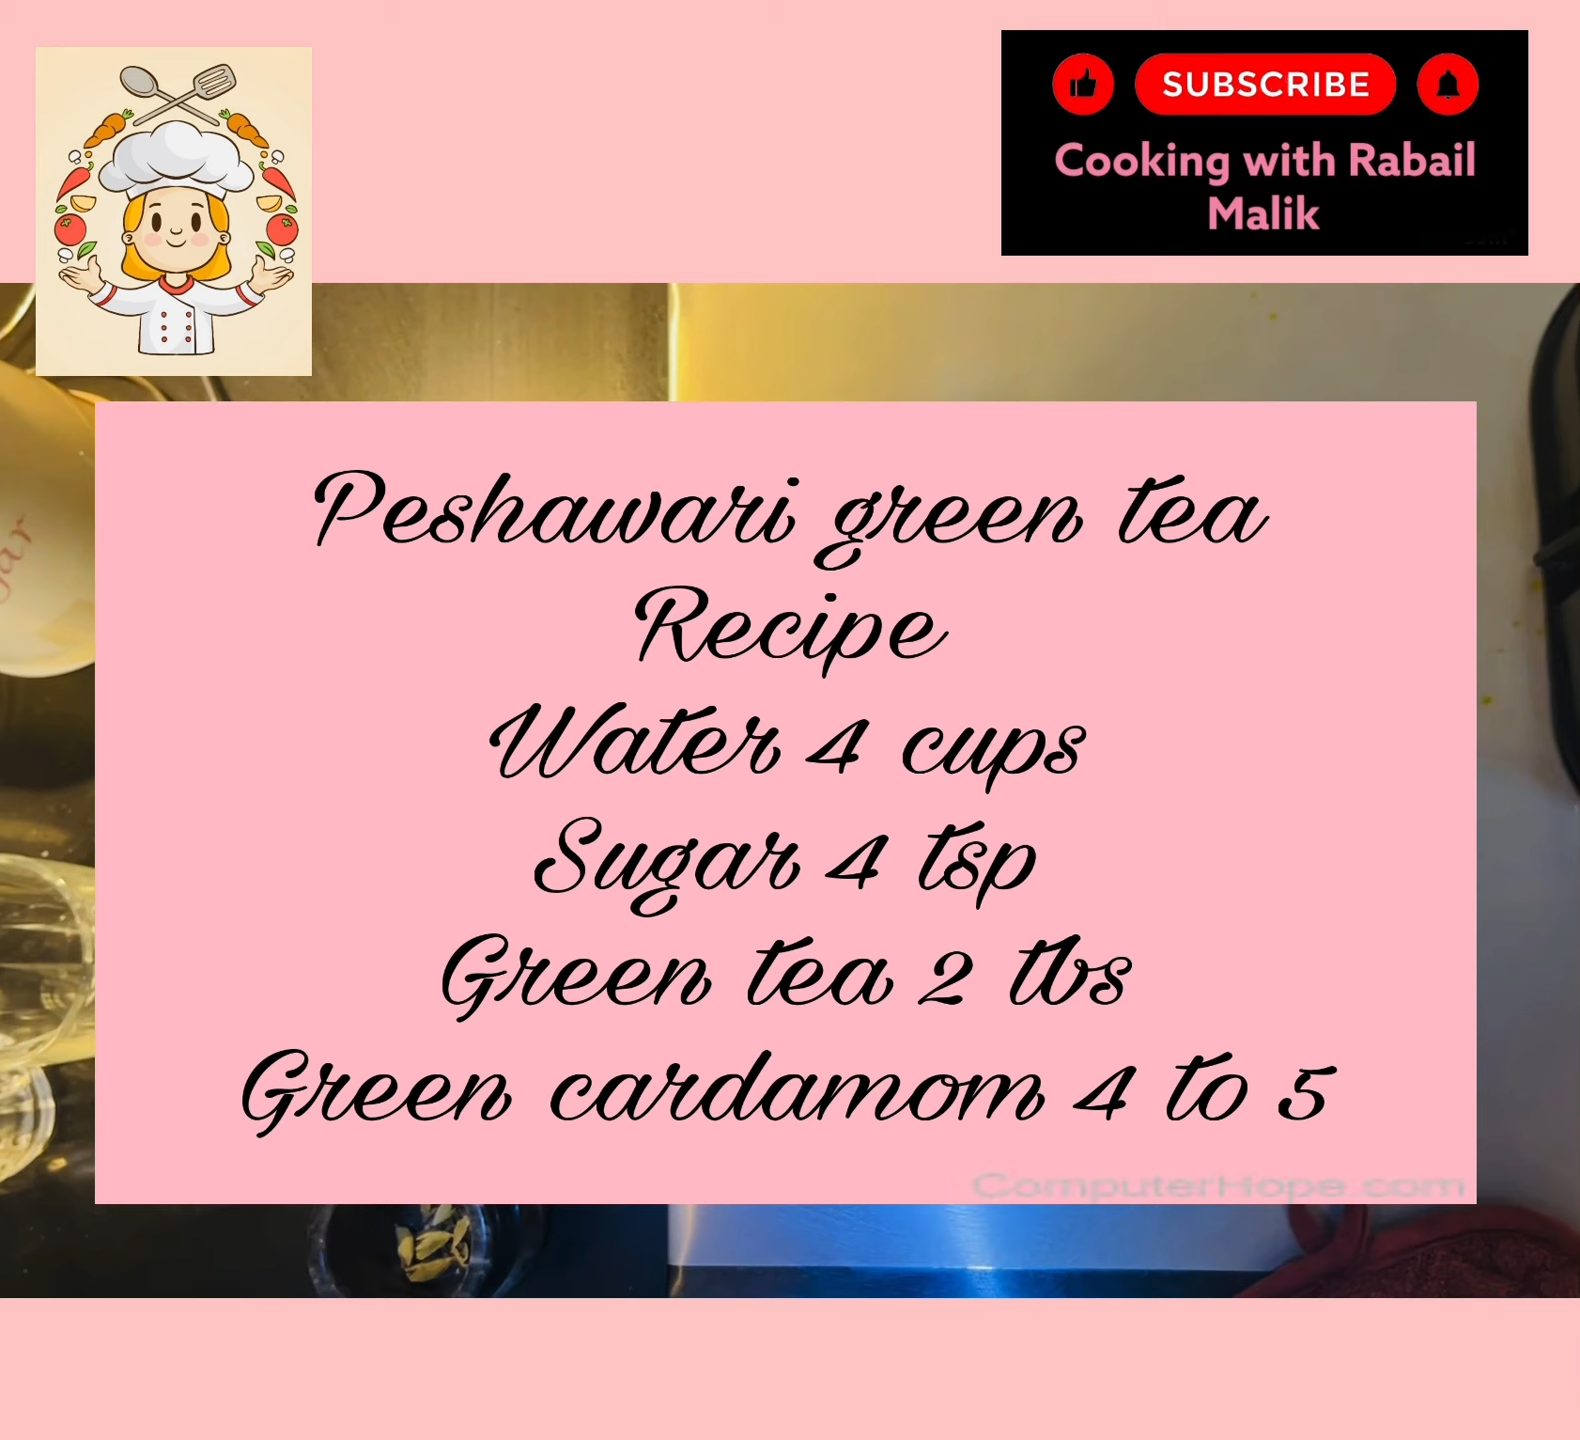 SUBSCRIBE
Cooking with Rabail
Malik
Peshawari green tea
Recipe
Water 4 cups
Sugar 4 tsp
Green tea 2 tbs
Green cardamom 4 to 5
ComputerHope.com